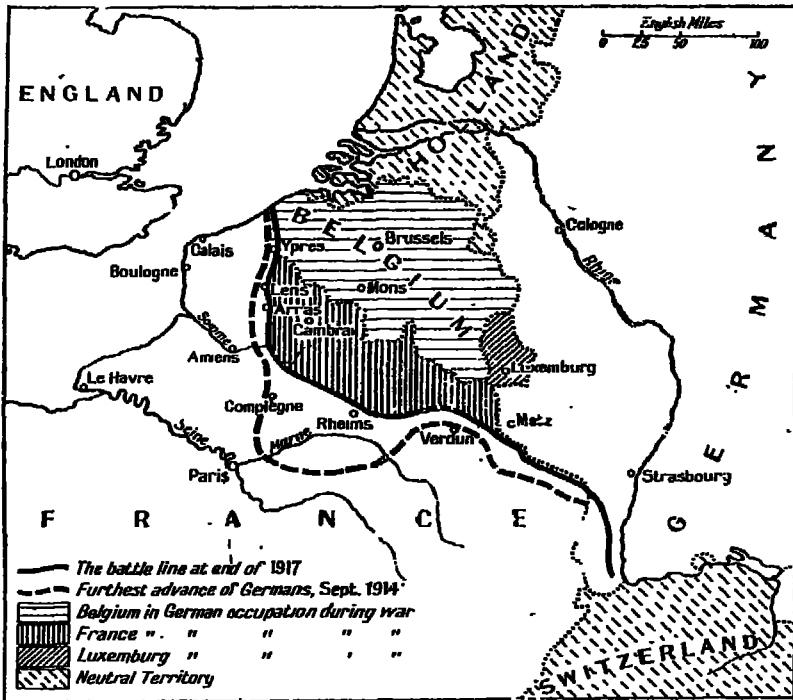 English Miles
0 25 50 100
ENGLAND
London
HOLLAND
GERMANY
Cologne
Rhine
BELGIUM
Brussels
Calais
Ypres
Boulogne
Lens
Mons
Arras
Cambrai
Somme
Amiens
Luxemburg
Le Havre
Compiegne
Rheims
Metz
Seine
Marne
Verdun
Paris
Strasbourg
FRANCE
The battle line at end of 1917
Furthest advance of Germans, Sept. 1914
Belgium in German occupation during war
France " " " " "
Luxemburg " " " "
Neutral Territory
SWITZERLAND